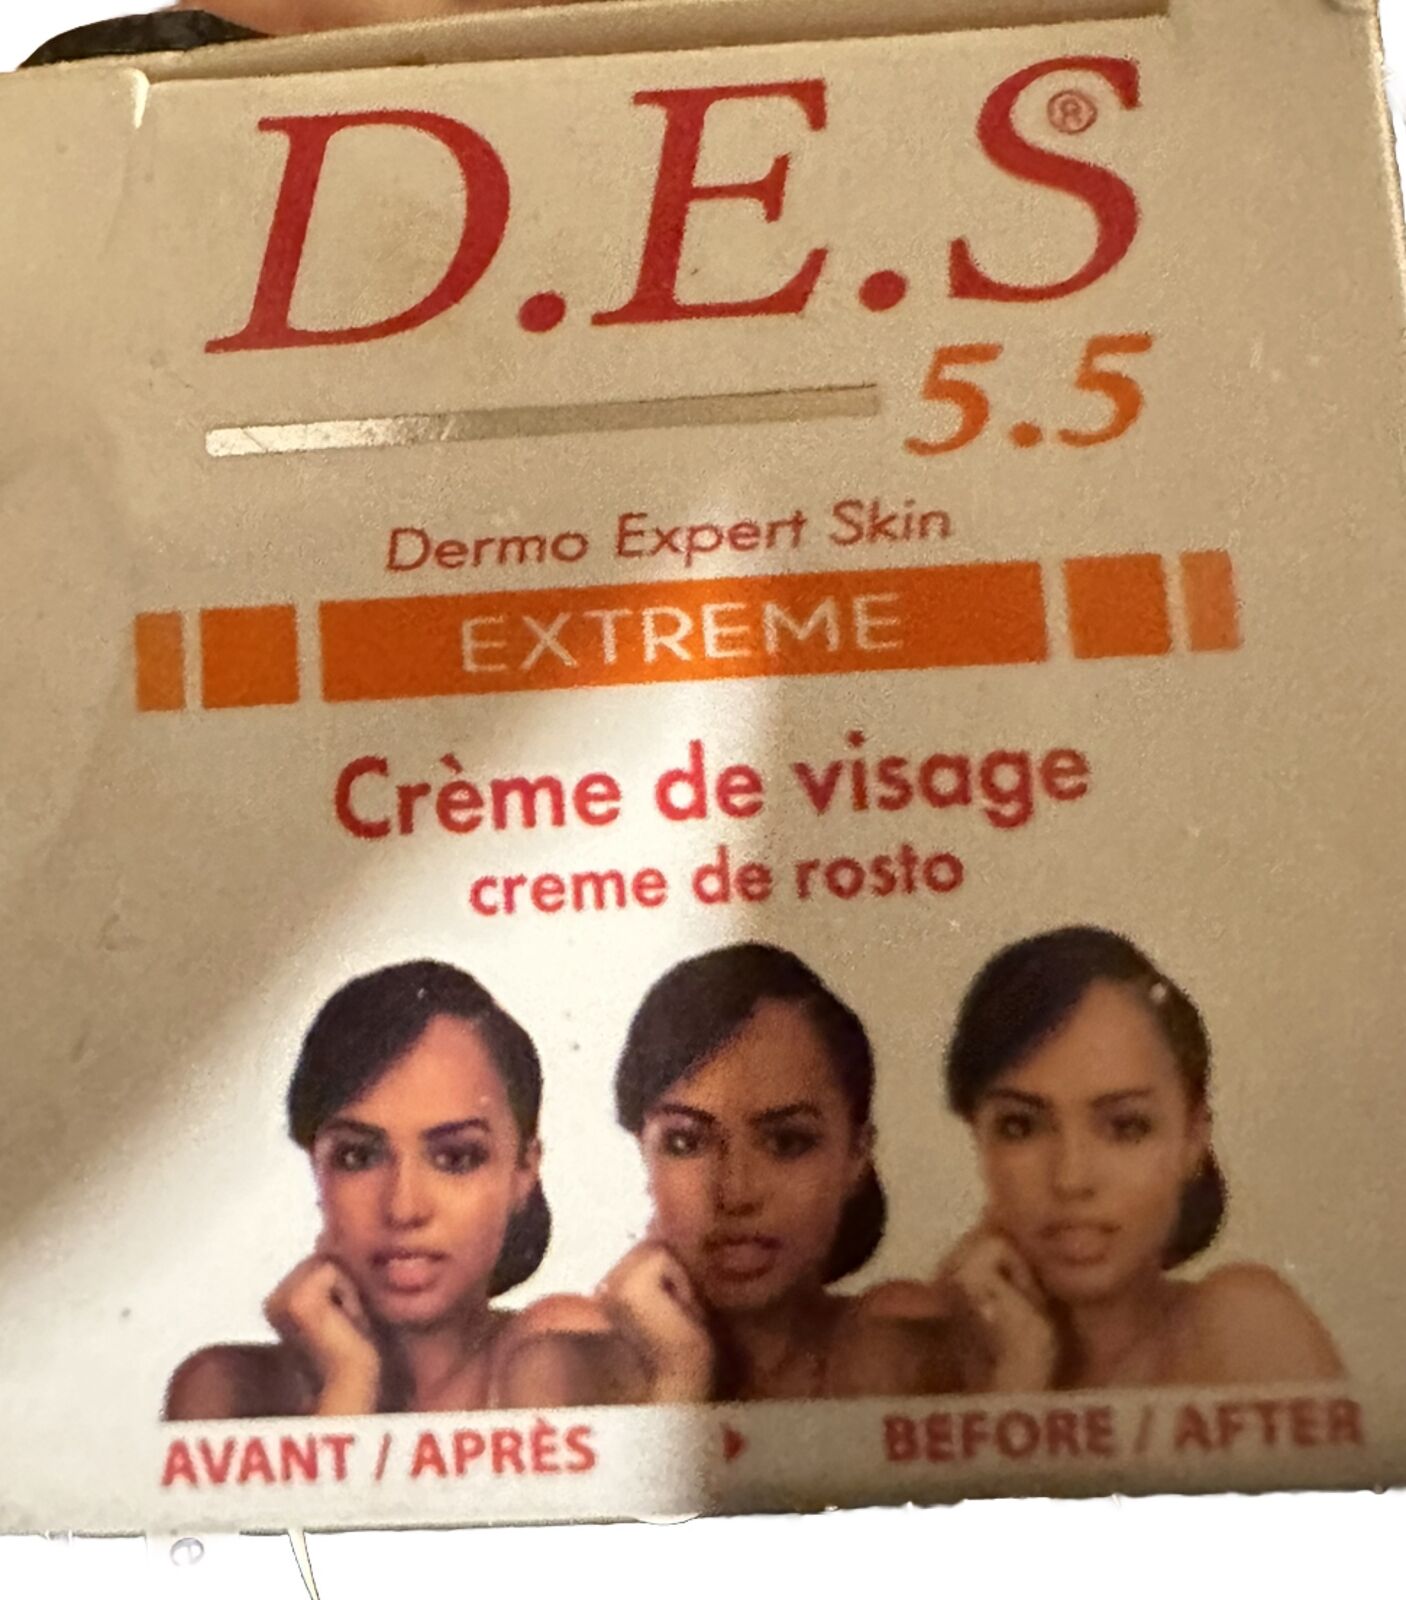 D.E.S®
5.5
Dermo Expert Skin
EXTREME
Crème de visage
creme de rosto
AVANT / APRÈS BEFORE / AFTER